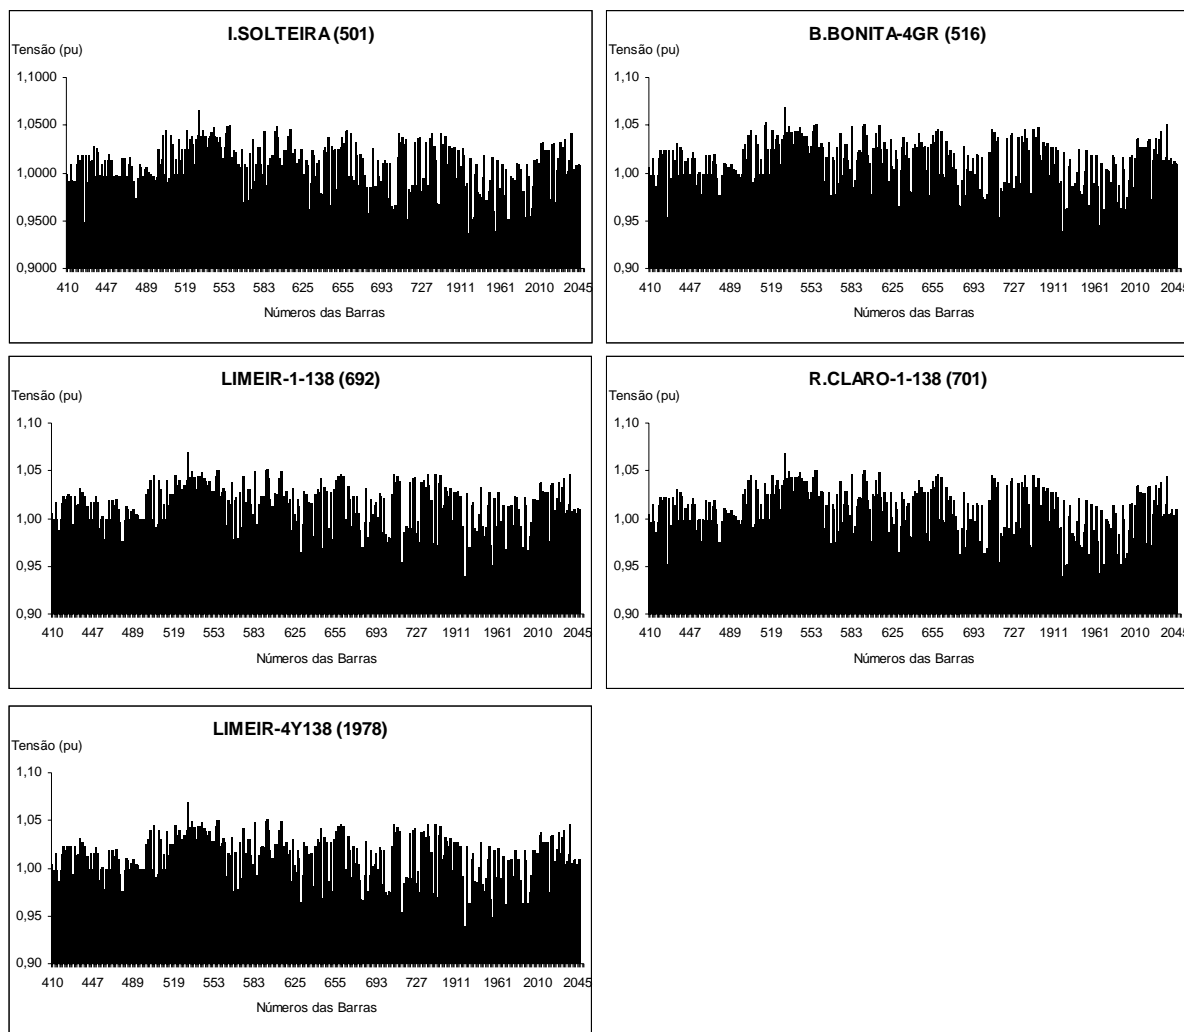 I.SOLTEIRA (501)
Tensão (pu)
1,1000
1,0500
1,0000
0,9500
0,9000
410 447 489 519 553 583 625 655 693 727 1911 1961 2010 2045
Números das Barras
B.BONITA-4GR (516)
Tensão (pu)
1,10
1,05
1,00
0,95
0,90
410 447 489 519 553 583 625 655 693 727 1911 1961 2010 2045
Números das Barras
LIMEIR-1-138 (692)
Tensão (pu)
1,10
1,05
1,00
0,95
0,90
410 447 489 519 553 583 625 655 693 727 1911 1961 2010 2045
Números das Barras
R.CLARO-1-138 (701)
Tensão (pu)
1,10
1,05
1,00
0,95
0,90
410 447 489 519 553 583 625 655 693 727 1911 1961 2010 2045
Números das Barras
LIMEIR-4Y138 (1978)
Tensão (pu)
1,10
1,05
1,00
0,95
0,90
410 447 489 519 553 583 625 655 693 727 1911 1961 2010 2045
Números das Barras